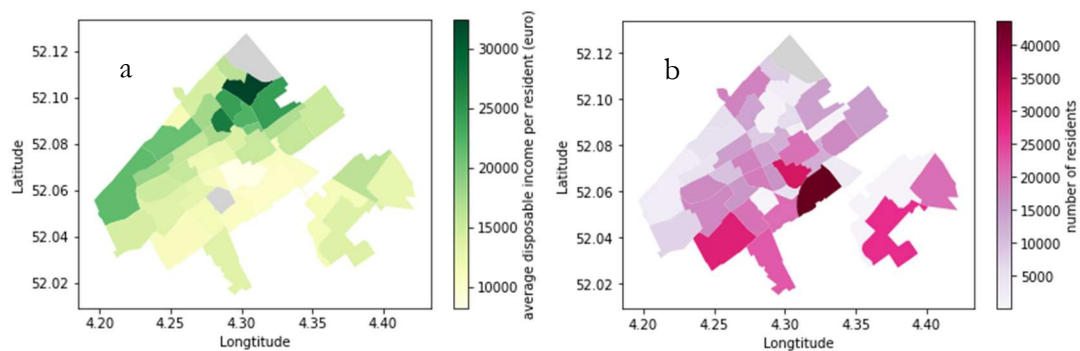 a
52.12
52.10
52.08
52.06
52.04
52.02
Latitude
4.20 4.25 4.30 4.35 4.40
Longtitude
30000
25000
20000
15000
10000
average disposable income per resident (euro)
b
52.12
52.10
52.08
52.06
52.04
52.02
Latitude
4.20 4.25 4.30 4.35 4.40
Longtitude
40000
35000
30000
25000
20000
15000
10000
5000
number of residents